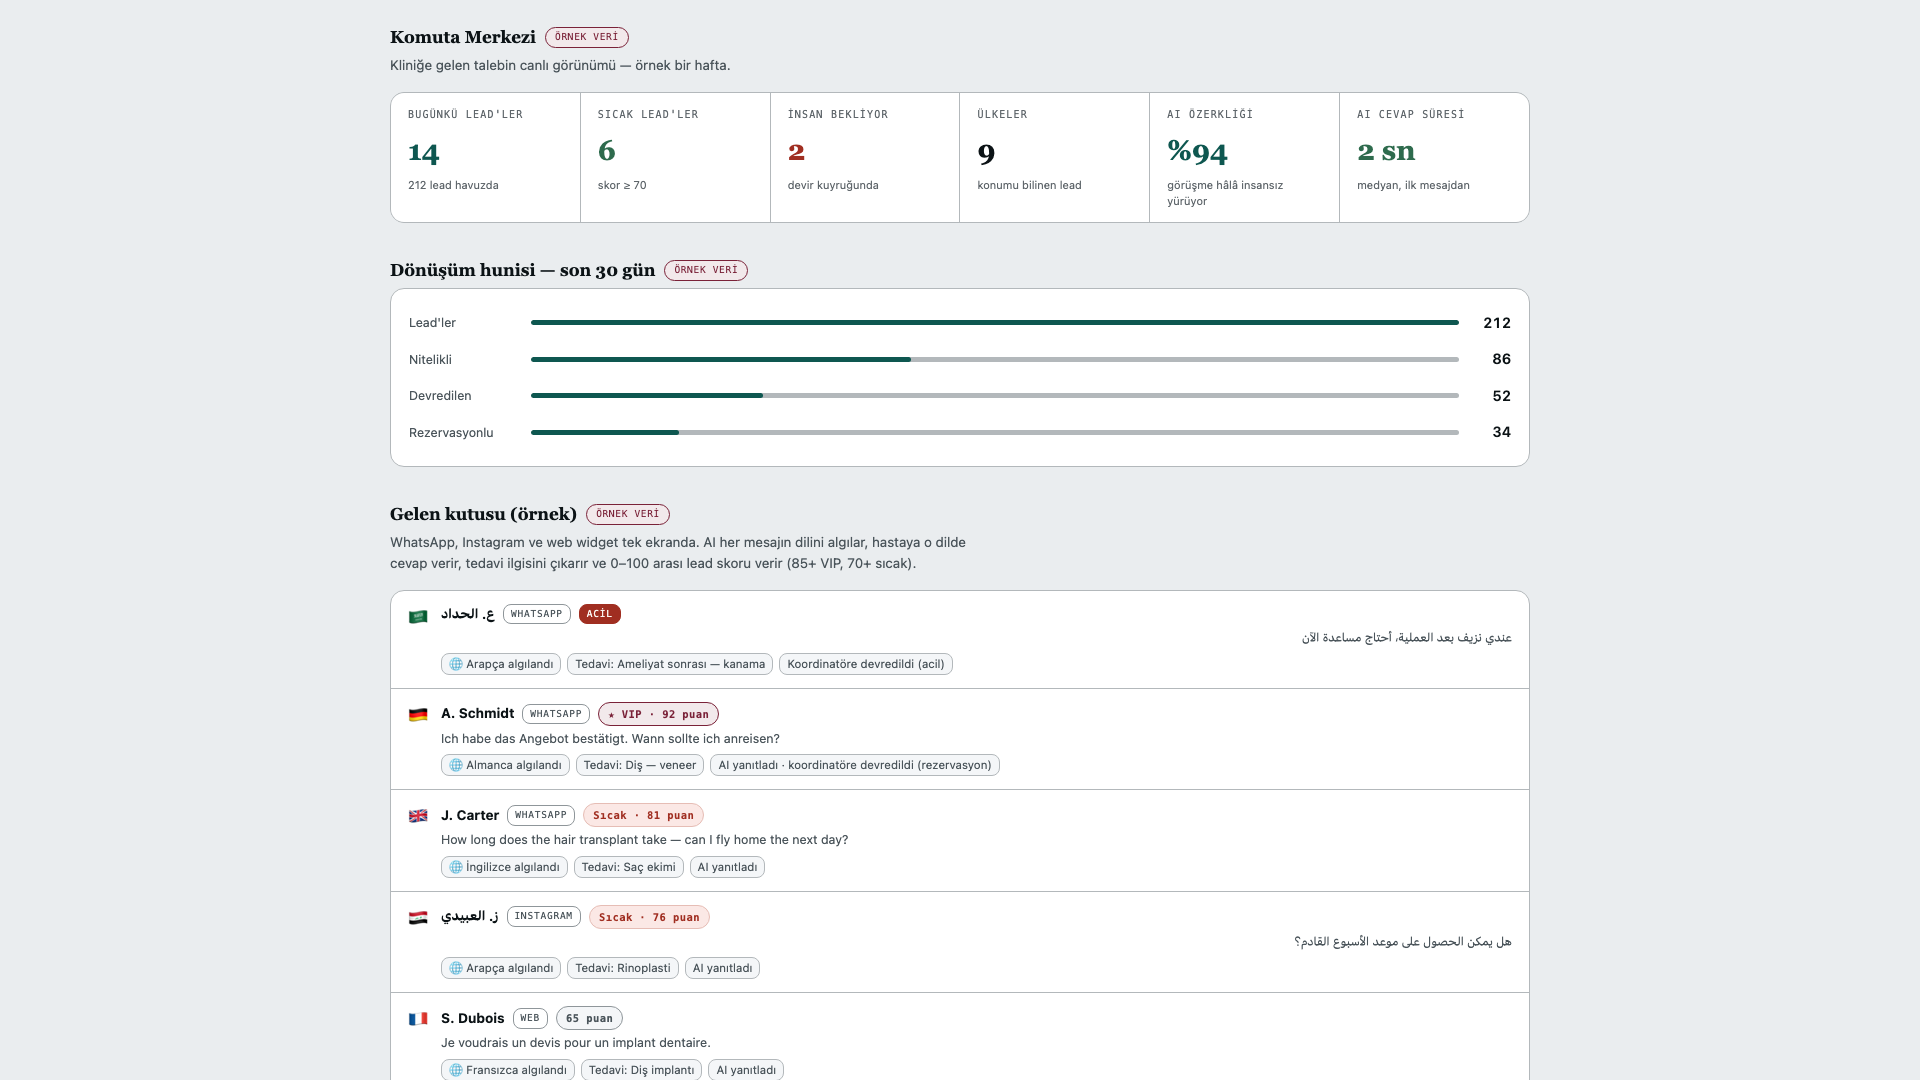 Komuta Merkezi ÖRNEK VERİ
Kliniğe gelen talebin canlı görünümü — örnek bir hafta.
BUGÜNKÜ LEAD'LER
14
212 lead havuzda
SICAK LEAD'LER
6
skor ≥ 70
İNSAN BEKLİYOR
2
devir kuyruğunda
ÜLKELER
9
konumu bilinen lead
AI ÖZERKLİĞİ
%94
görüşme hâlâ insansız
yürüyor
AI CEVAP SÜRESİ
2 sn
medyan, ilk mesajdan
Dönüşüm hunisi — son 30 gün ÖRNEK VERİ
Lead'ler 212
Nitelikli 86
Devredilen 52
Rezervasyonlu 34
Gelen kutusu (örnek) ÖRNEK VERİ
WhatsApp, Instagram ve web widget tek ekranda. AI her mesajın dilini algılar, hastaya o dilde
cevap verir, tedavi ilgisini çıkarır ve 0–100 arası lead skoru verir (85+ VIP, 70+ sıcak).
ع. الحداد WHATSAPP ACİL
عندي نزيف بعد العملية، أحتاج مساعدة الآن
🌐 Arapça algılandı Tedavi: Ameliyat sonrası — kanama Koordinatöre devredildi (acil)
A. Schmidt WHATSAPP ★ VIP · 92 puan
Ich habe das Angebot bestätigt. Wann sollte ich anreisen?
🌐 Almanca algılandı Tedavi: Diş — veneer AI yanıtladı · koordinatöre devredildi (rezervasyon)
J. Carter WHATSAPP Sıcak · 81 puan
How long does the hair transplant take — can I fly home the next day?
🌐 İngilizce algılandı Tedavi: Saç ekimi AI yanıtladı
ز. العبيدي INSTAGRAM Sıcak · 76 puan
هل يمكن الحصول على موعد الأسبوع القادم؟
🌐 Arapça algılandı Tedavi: Rinoplasti AI yanıtladı
S. Dubois WEB 65 puan
Je voudrais un devis pour un implant dentaire.
🌐 Fransızca algılandı Tedavi: Diş implantı AI yanıtladı